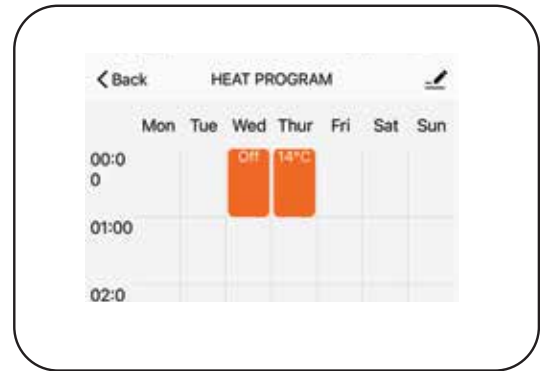 Back HEAT PROGRAM
Mon Tue Wed Thur Fri Sat Sun
00:0
0
Off 14°C
01:00
02:0